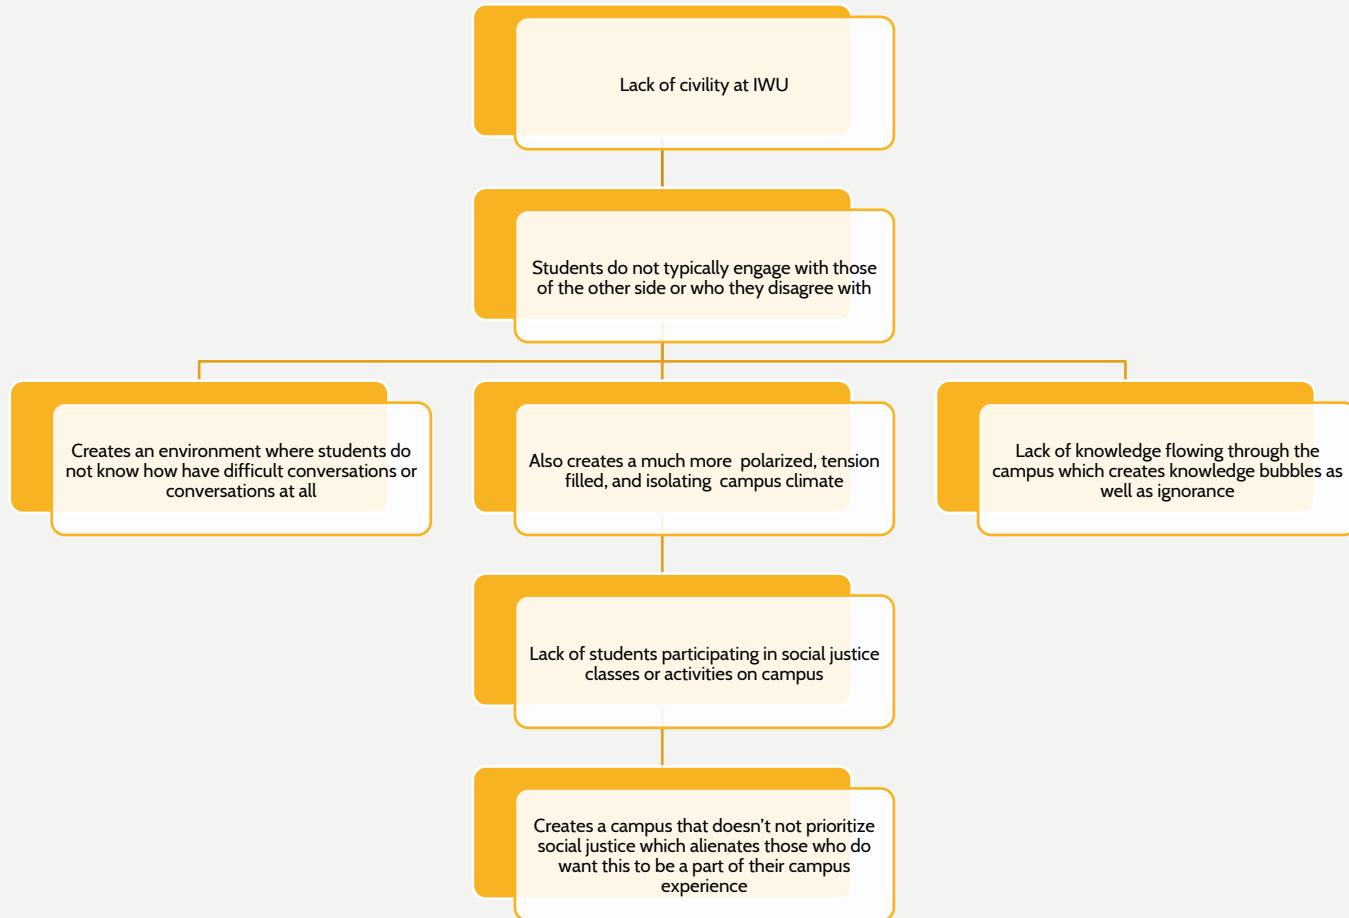 Lack of civility at IWU
Students do not typically engage with those
of the other side or who they disagree with
Creates an environment where students do
not know how have difficult conversations or
conversations at all
Also creates a much more  polarized, tension
filled, and isolating  campus climate
Lack of knowledge flowing through the
campus which creates knowledge bubbles as
well as ignorance
Lack of students participating in social justice
classes or activities on campus
Creates a campus that doesn't not prioritize
social justice which alienates those who do
want this to be a part of their campus
experience